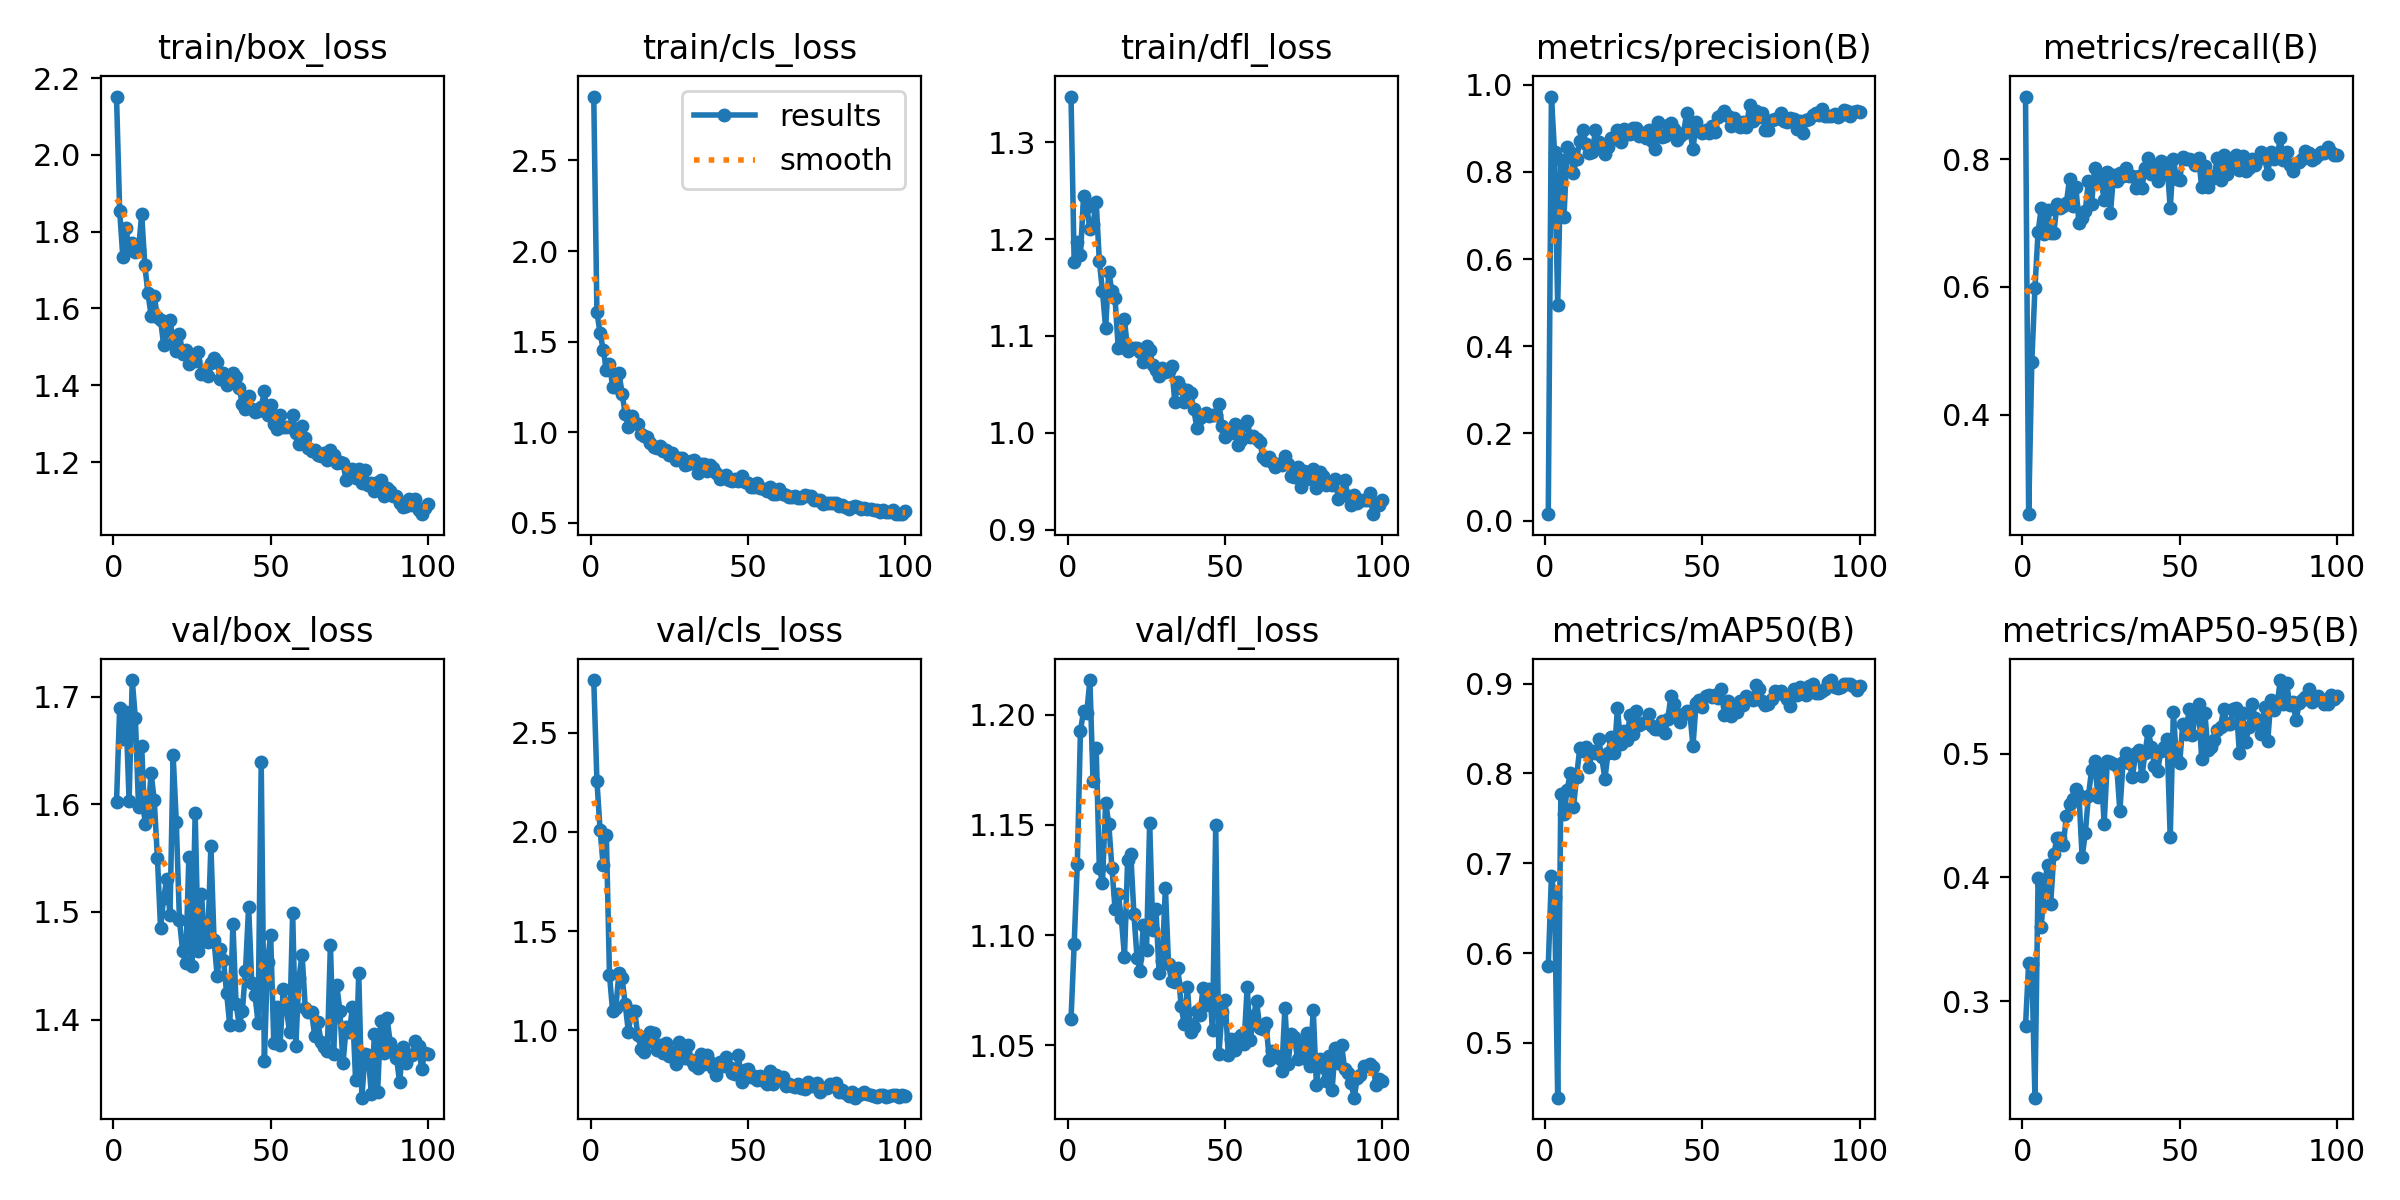 train/box_loss
2.2
2.0
1.8
1.6
1.4
1.2
0 50 100
train/cls_loss
results
smooth
2.5
2.0
1.5
1.0
0.5
0 50 100
train/dfl_loss
1.3
1.2
1.1
1.0
0.9
0 50 100
metrics/precision(B)
1.0
0.8
0.6
0.4
0.2
0.0
0 50 100
metrics/recall(B)
0.8
0.6
0.4
0 50 100
val/box_loss
1.7
1.6
1.5
1.4
0 50 100
val/cls_loss
2.5
2.0
1.5
1.0
0 50 100
val/dfl_loss
1.20
1.15
1.10
1.05
0 50 100
metrics/mAP50(B)
0.9
0.8
0.7
0.6
0.5
0 50 100
metrics/mAP50-95(B)
0.5
0.4
0.3
0 50 100